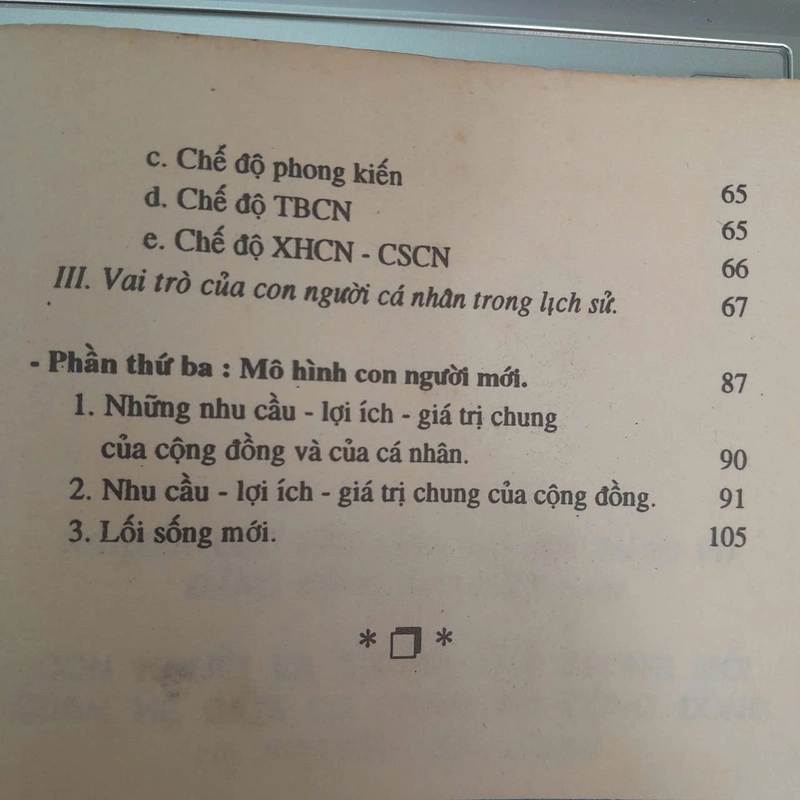 c. Chế độ phong kiến 65
d. Chế độ TBCN 65
e. Chế độ XHCN - CSCN 66
III. Vai trò của con người cá nhân trong lịch sử. 67
- Phần thứ ba : Mô hình con người mới. 87
1. Những nhu cầu - lợi ích - giá trị chung
của cộng đồng và của cá nhân. 90
2. Nhu cầu - lợi ích - giá trị chung của cộng đồng. 91
3. Lối sống mới. 105